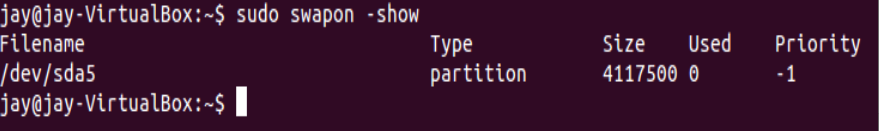 jay@jay-VirtualBox:~$ sudo swapon -show
Filename Type Size Used Priority
/dev/sda5 partition 4117500 0 -1
jay@jay-VirtualBox:~$